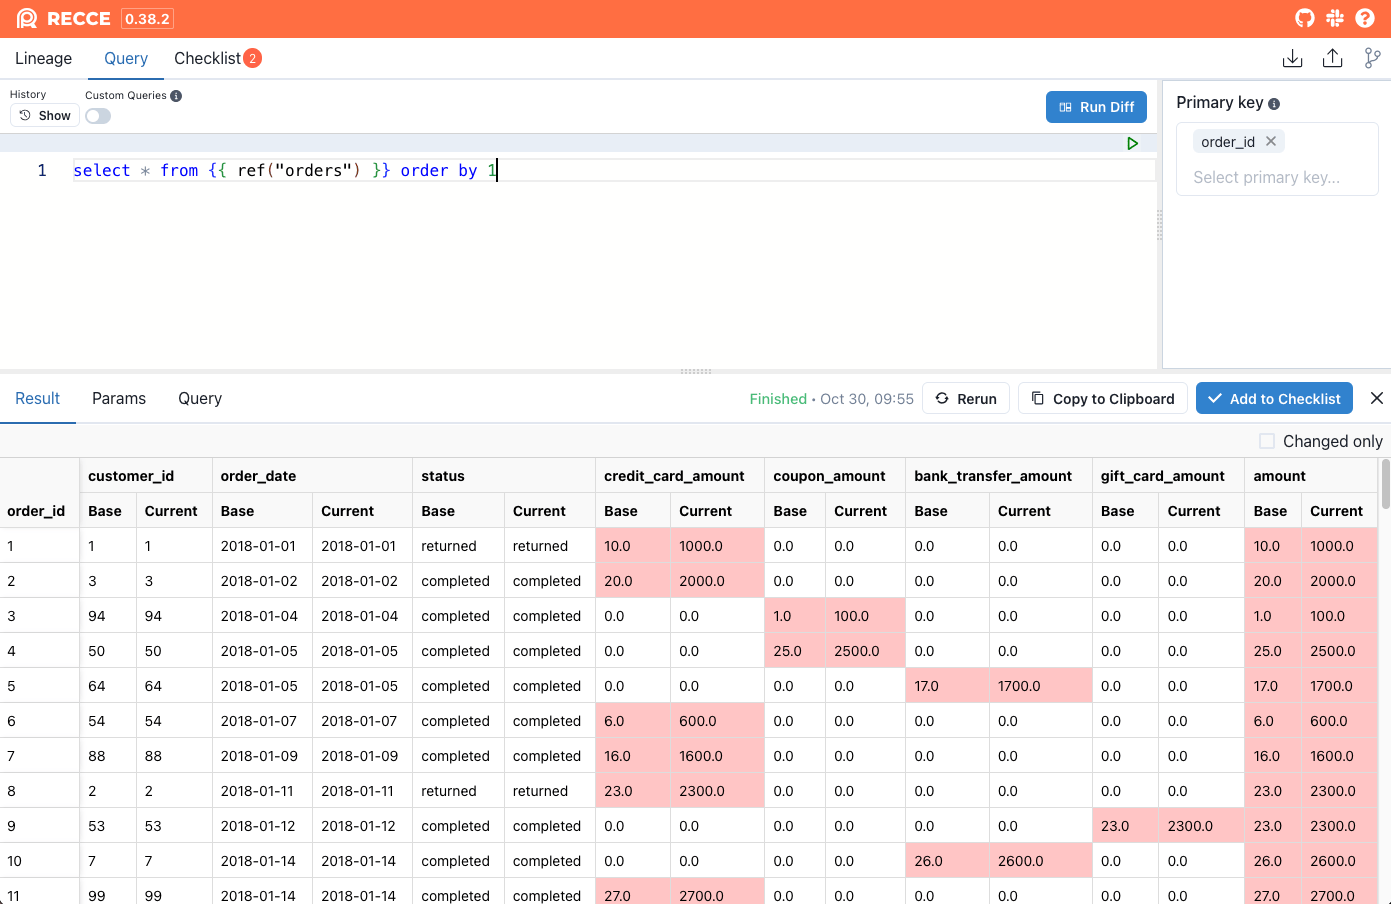 RECCE 0.38.2
Lineage Query Checklist 2
History Custom Queries
Show Run Diff
Primary key
order_id
Select primary key...
1 select * from {{ ref("orders") }} order by 1
Result Params Query Finished • Oct 30, 09:55 Rerun Copy to Clipboard Add to Checklist
Changed only
customer_id order_date status credit_card_amount coupon_amount bank_transfer_amount gift_card_amount amount
order_id Base Current Base Current Base Current Base Current Base Current Base Current Base Current Base Current
1 1 1 2018-01-01 2018-01-01 returned returned 10.0 1000.0 0.0 0.0 0.0 0.0 0.0 0.0 10.0 1000.0
2 3 3 2018-01-02 2018-01-02 completed completed 20.0 2000.0 0.0 0.0 0.0 0.0 0.0 0.0 20.0 2000.0
3 94 94 2018-01-04 2018-01-04 completed completed 0.0 0.0 1.0 100.0 0.0 0.0 0.0 0.0 1.0 100.0
4 50 50 2018-01-05 2018-01-05 completed completed 0.0 0.0 25.0 2500.0 0.0 0.0 0.0 0.0 25.0 2500.0
5 64 64 2018-01-05 2018-01-05 completed completed 0.0 0.0 0.0 0.0 17.0 1700.0 0.0 0.0 17.0 1700.0
6 54 54 2018-01-07 2018-01-07 completed completed 6.0 600.0 0.0 0.0 0.0 0.0 0.0 0.0 6.0 600.0
7 88 88 2018-01-09 2018-01-09 completed completed 16.0 1600.0 0.0 0.0 0.0 0.0 0.0 0.0 16.0 1600.0
8 2 2 2018-01-11 2018-01-11 returned returned 23.0 2300.0 0.0 0.0 0.0 0.0 0.0 0.0 23.0 2300.0
9 53 53 2018-01-12 2018-01-12 completed completed 0.0 0.0 0.0 0.0 0.0 0.0 23.0 2300.0 23.0 2300.0
10 7 7 2018-01-14 2018-01-14 completed completed 0.0 0.0 0.0 0.0 26.0 2600.0 0.0 0.0 26.0 2600.0
11 99 99 2018-01-14 2018-01-14 completed completed 27.0 2700.0 0.0 0.0 0.0 0.0 0.0 0.0 27.0 2700.0